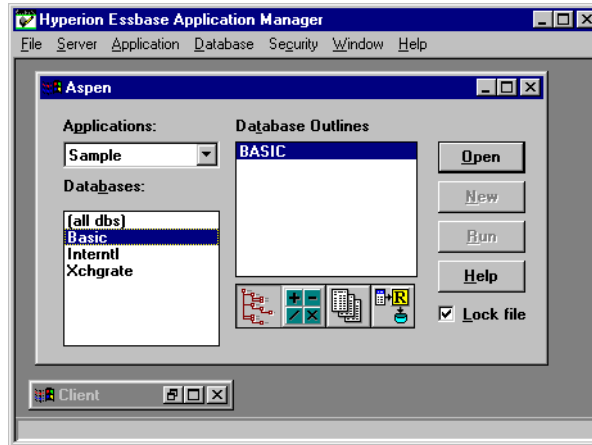 Hyperion Essbase Application Manager
File Server Application Database Security Window Help
Aspen
Applications:
Sample
Databases:
(all dbs)
Basic
Interntl
Xchgrate
Database Outlines
BASIC
R
Open
New
Run
Help
Lock file
Client